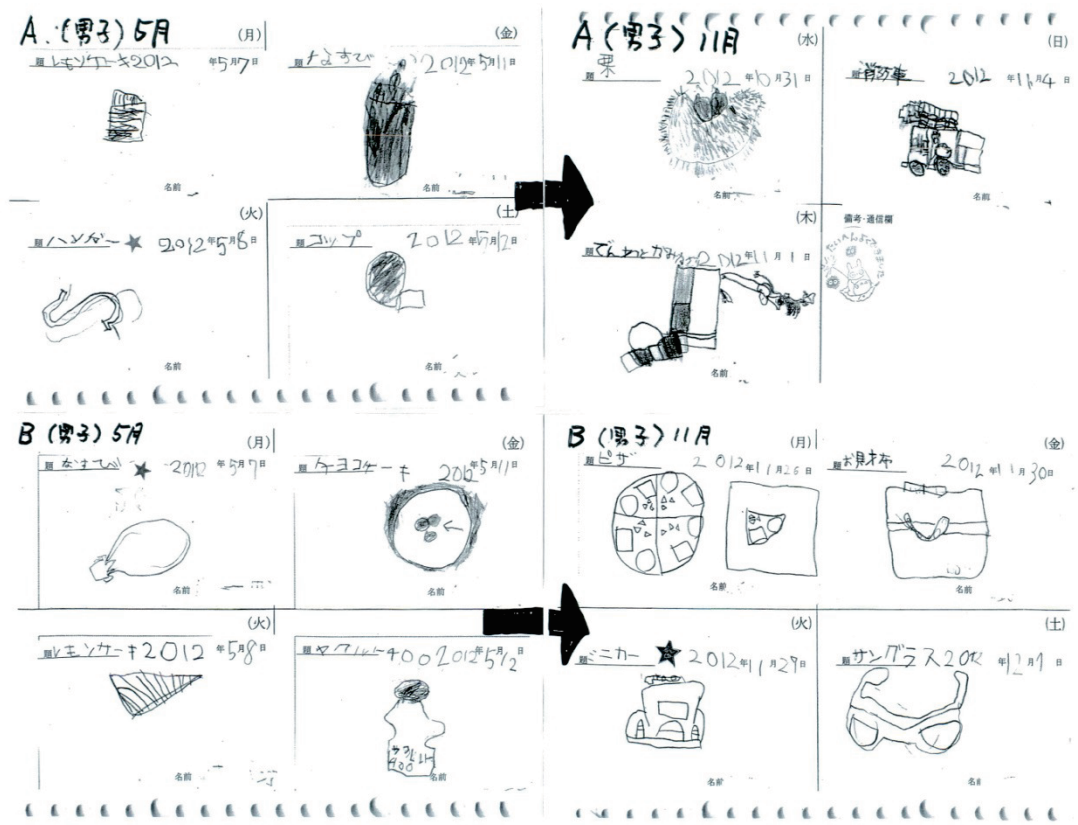 A.(男子)5月
(月)
題 レモンケーキ2012年5月7日
名前
(金)
題 なすび 2012年5月11日
名前
(火)
題 ハンガー ★ 2012年5月8日
名前
(土)
題 コップ 2012年5月12日
名前
A(男子)11月
(水)
題 栗 2012年10月31日
名前
(日)
題 消防車 2012年11月4日
名前
(木)
題 2012年11月1日
名前
備考・通信欄
B(男子)5月
(月)
題 なすび ★ 2012年5月7日
名前
(金)
題 チョコケーキ 2012年5月11日
名前
(火)
題 レモンケーキ2012年5月8日
名前
題 ヤクルト400 2012年5月12日
400
名前
B(男子)11月
(月)
題 ピザ 2012年11月26日
名前
(金)
題 お財布 2012年11月30日
名前
(火)
題 ミニカー ★ 2012年11月27日
名前
(土)
題 サングラス 2012年12月1日
名前